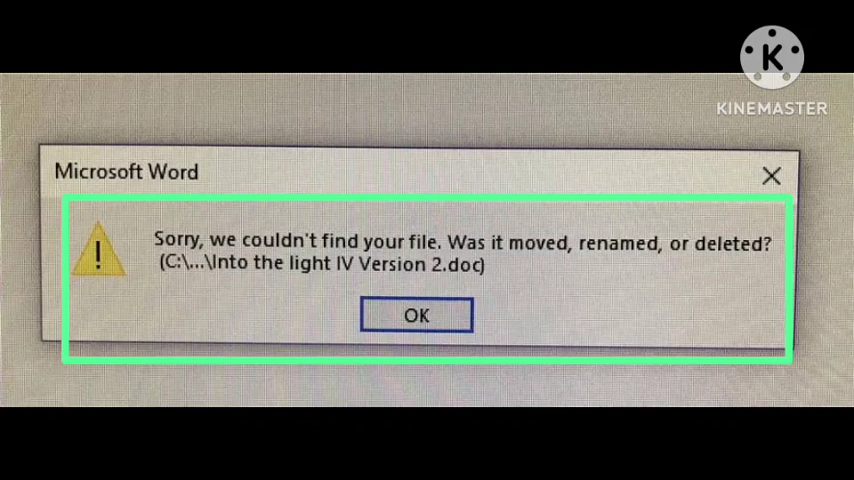 K
KINEMASTER
Microsoft Word
Sorry, we couldn't find your file. Was it moved, renamed, or deleted?
(C:\...\Into the light IV Version 2.doc)
OK